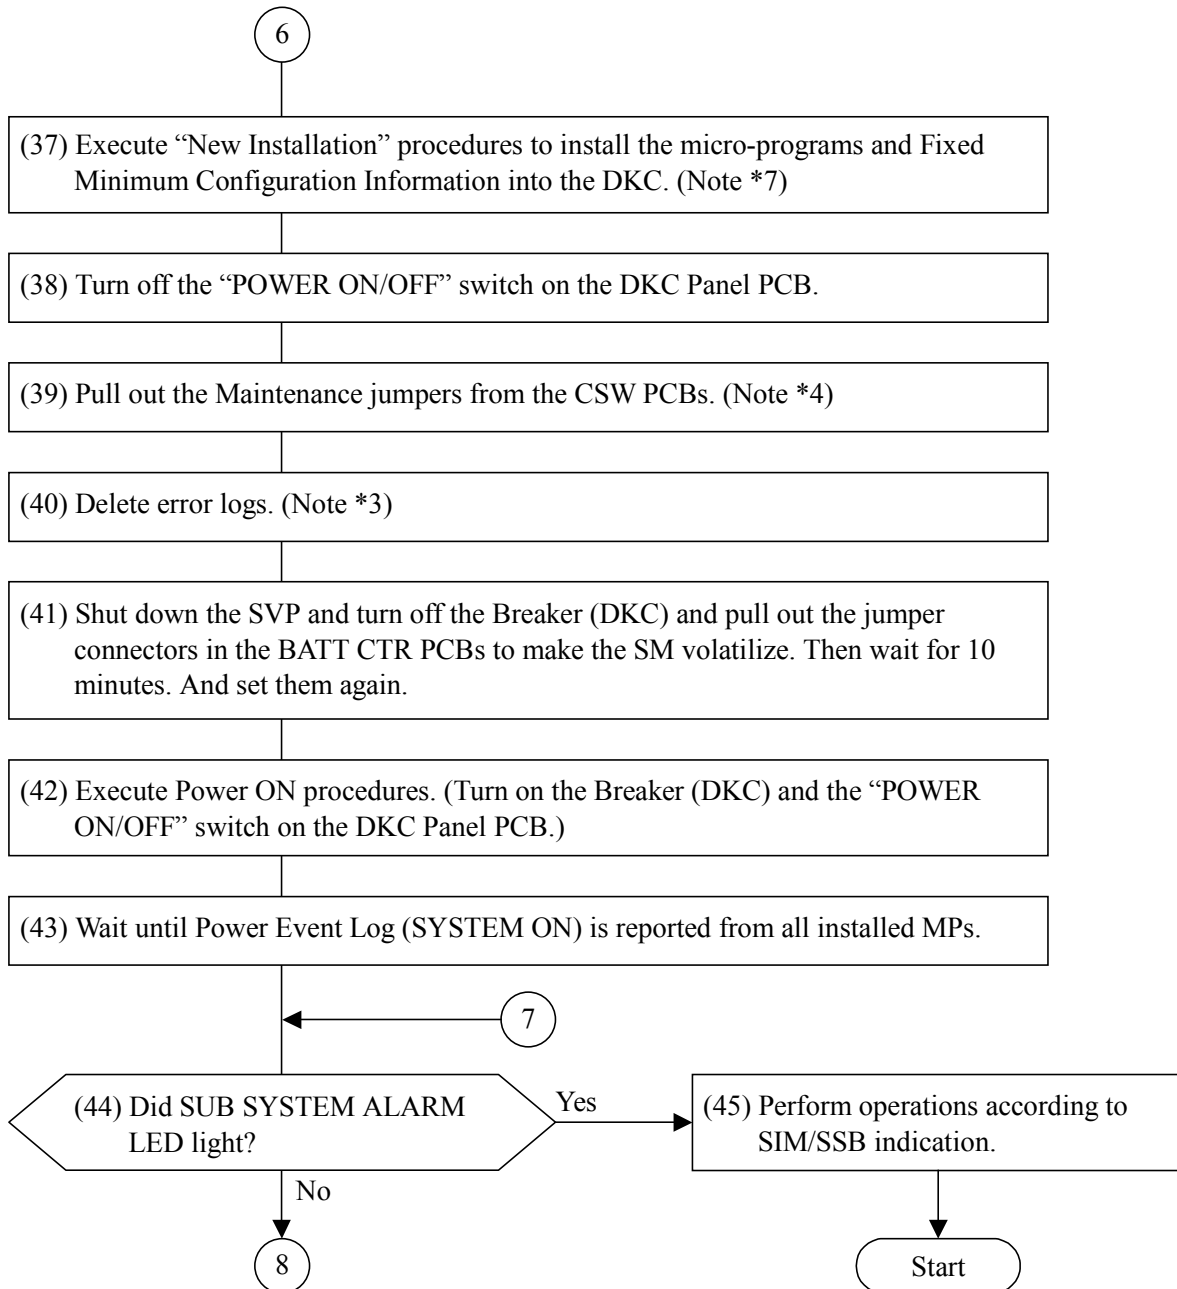 6
(37) Execute “New Installation” procedures to install the micro-programs and Fixed
Minimum Configuration Information into the DKC. (Note *7)
(38) Turn off the “POWER ON/OFF” switch on the DKC Panel PCB.
(39) Pull out the Maintenance jumpers from the CSW PCBs. (Note *4)
(40) Delete error logs. (Note *3)
(41) Shut down the SVP and turn off the Breaker (DKC) and pull out the jumper
connectors in the BATT CTR PCBs to make the SM volatilize. Then wait for 10
minutes. And set them again.
(42) Execute Power ON procedures. (Turn on the Breaker (DKC) and the “POWER
ON/OFF” switch on the DKC Panel PCB.)
(43) Wait until Power Event Log (SYSTEM ON) is reported from all installed MPs.
7
(44) Did SUB SYSTEM ALARM
LED light?
Yes
(45) Perform operations according to
SIM/SSB indication.
No
8
Start